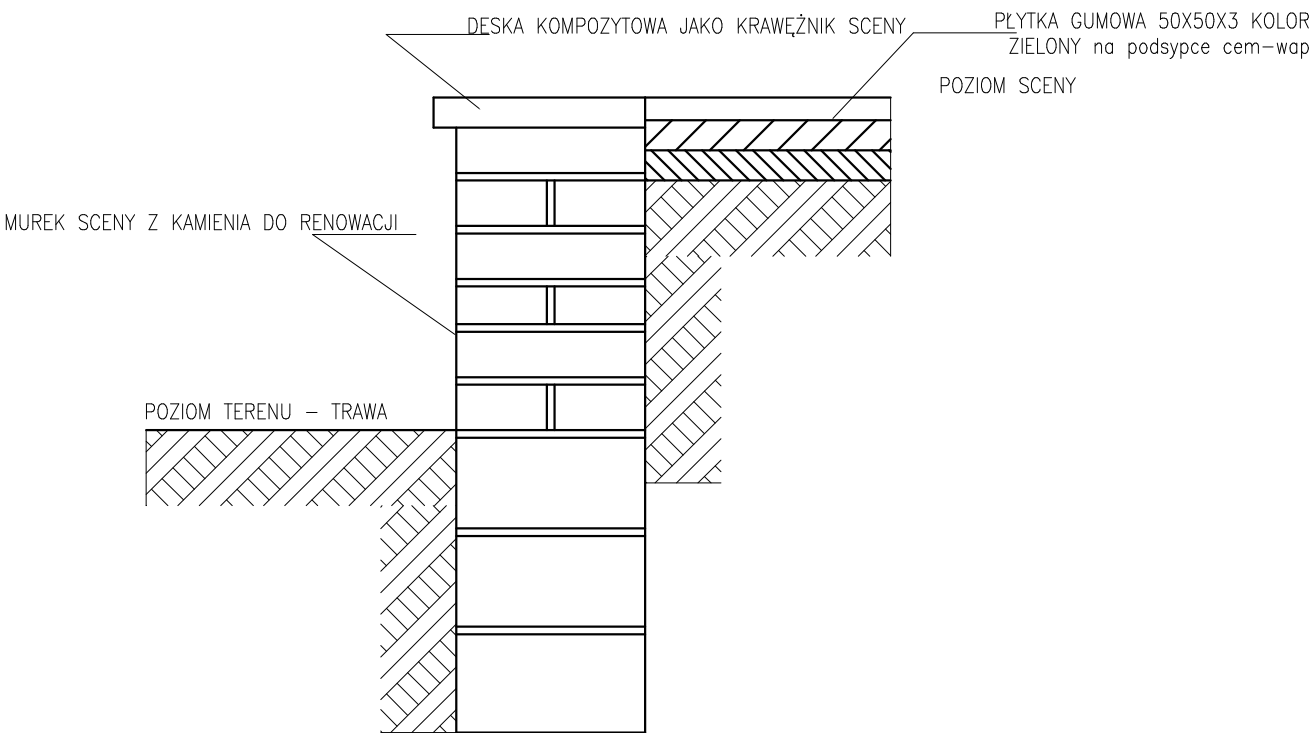 DESKA KOMPOZYTOWA JAKO KRAWĘŻNIK SCENY
PŁYTKA GUMOWA 50X50X3 KOLOR
ZIELONY na podsypce cem-wap
POZIOM SCENY
MUREK SCENY Z KAMIENIA DO RENOWACJI
POZIOM TERENU - TRAWA